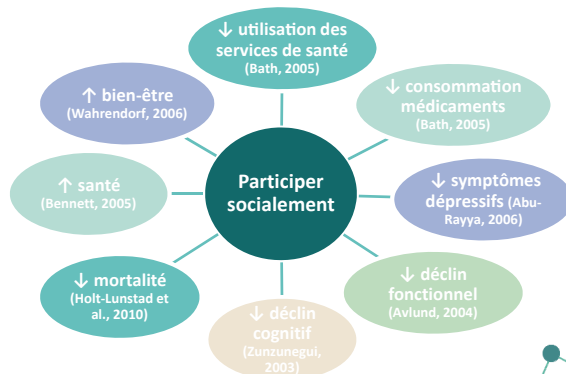 ↓ utilisation des
services de santé
(Bath, 2005)
↑ bien-être
(Wahrendorf, 2006)
↓ consommation
médicaments
(Bath, 2005)
Participer
socialement
↑ santé
(Bennett, 2005)
↓ symptômes
dépressifs (Abu-
Rayya, 2006)
↓ mortalité
(Holt-Lunstad et
al., 2010)
↓ déclin
fonctionnel
(Avlund, 2004)
↓ déclin
cognitif
(Zunzunegui,
2003)